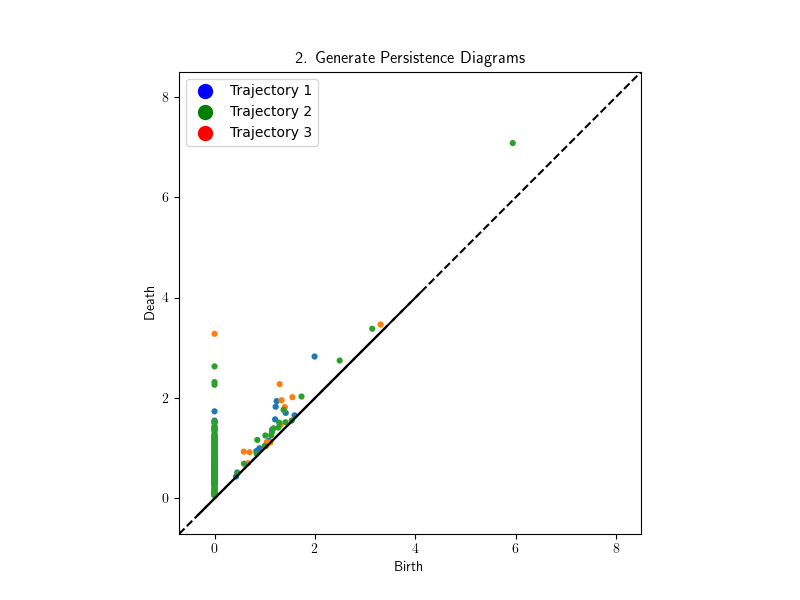 2. Generate Persistence Diagrams
Trajectory 1
Trajectory 2
Trajectory 3
8
6
4
2
0
Death
0 2 4 6 8
Birth